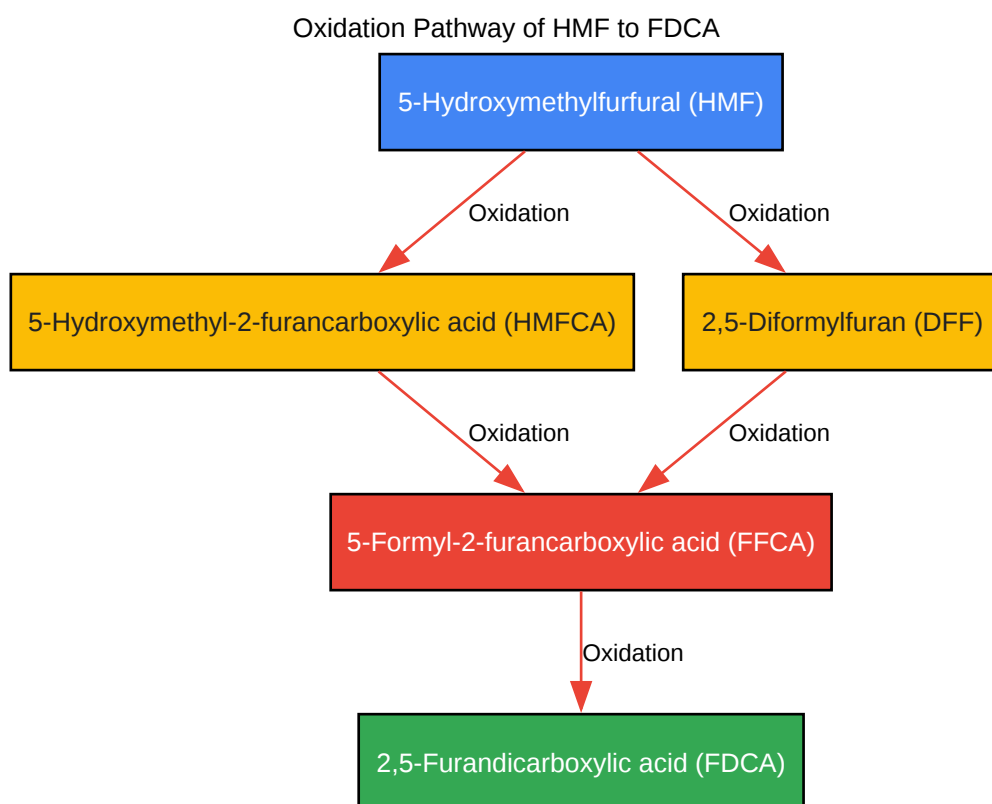 Oxidation Pathway of HMF to FDCA
5-Hydroxymethylfurfural (HMF)
Oxidation
Oxidation
5-Hydroxymethyl-2-furancarboxylic acid (HMFCA)
2,5-Diformylfuran (DFF)
Oxidation
Oxidation
5-Formyl-2-furancarboxylic acid (FFCA)
Oxidation
2,5-Furandicarboxylic acid (FDCA)